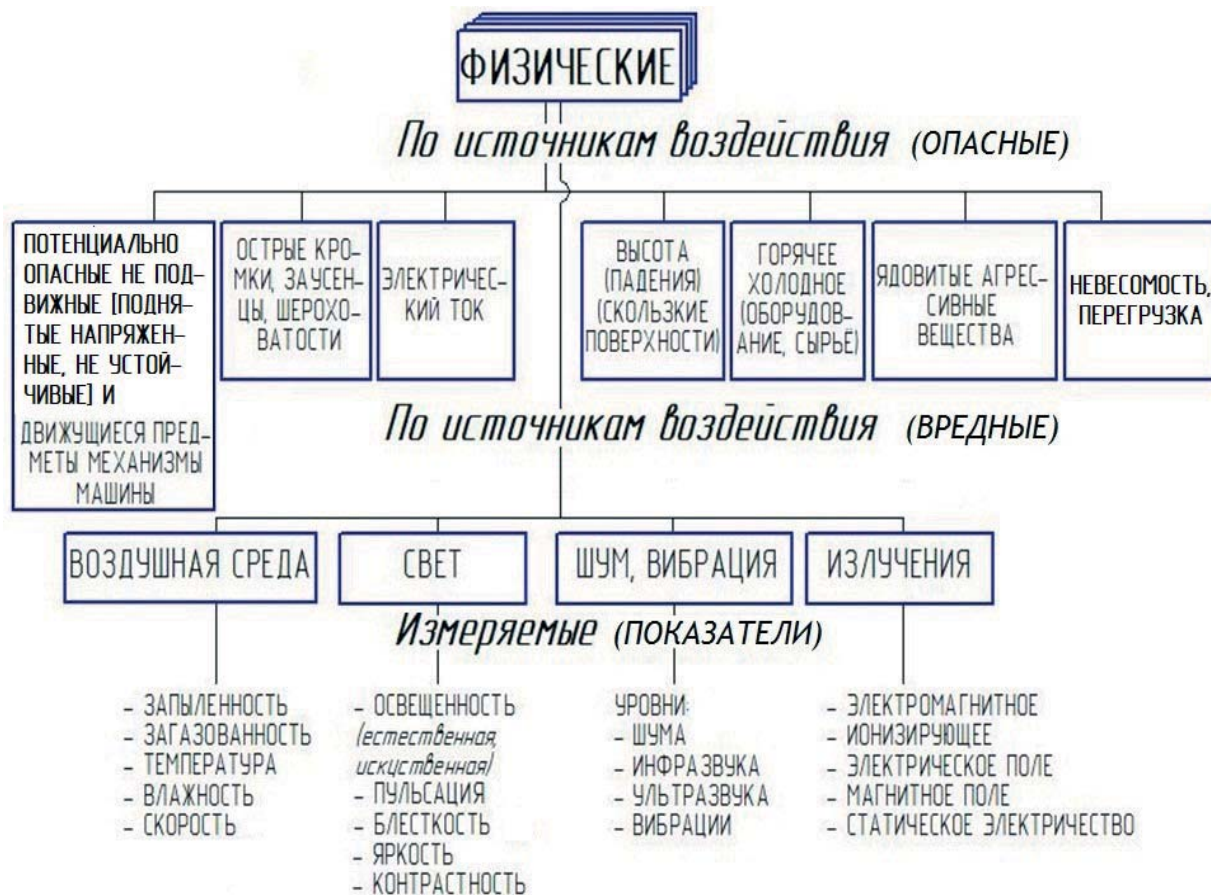 ФИЗИЧЕСКИЕ
По источникам воздействия (ОПАСНЫЕ)
ПОТЕНЦИАЛЬНО
ОПАСНЫЕ НЕ ПОД-
ВИЖНЫЕ [ПОДНЯ-
ТЫЕ НАПРЯЖЕН-
НЫЕ, НЕ УСТОЙ-
ЧИВЫЕ] И
ДВИЖУЩИЕСЯ ПРЕД-
МЕТЫ МЕХАНИЗМЫ
МАШИНЫ
ОСТРЫЕ КРО-
МКИ, ЗАУСЕН-
ЦЫ, ШЕРОХО-
ВАТОСТИ
ЭЛЕКТРИЧЕС-
КИЙ ТОК
ВЫСОТА
(ПАДЕНИЯ)
(СКОЛЬЗКИЕ
ПОВЕРХНОСТИ)
ГОРЯЧЕЕ
ХОЛОДНОЕ
(ОБОРУДОВ-
АНИЕ, СЫРЬЁ)
ЯДОВИТЫЕ АГРЕС-
СИВНЫЕ
ВЕЩЕСТВА
НЕВЕСОМОСТЬ,
ПЕРЕГРУЗКА
По источникам воздействия (ВРЕДНЫЕ)
ВОЗДУШНАЯ СРЕДА
СВЕТ
ШУМ, ВИБРАЦИЯ
ИЗЛУЧЕНИЯ
Измеряемые (ПОКАЗАТЕЛИ)
- ЗАПЫЛЕННОСТЬ
- ЗАГАЗОВАННОСТЬ
- ТЕМПЕРАТУРА
- ВЛАЖНОСТЬ
- СКОРОСТЬ
- ОСВЕЩЕННОСТЬ
(естественная,
искуственная)
- ПУЛЬСАЦИЯ
- БЛЕСТКОСТЬ
- ЯРКОСТЬ
- КОНТРАСТНОСТЬ
УРОВНИ:
- ШУМА
- ИНФРАЗВУКА
- УЛЬТРАЗВУКА
- ВИБРАЦИИ
- ЭЛЕКТРОМАГНИТНОЕ
- ИОНИЗИРУЮЩЕЕ
- ЭЛЕКТРИЧЕСКОЕ ПОЛЕ
- МАГНИТНОЕ ПОЛЕ
- СТАТИЧЕСКОЕ ЭЛЕКТРИЧЕСТВО